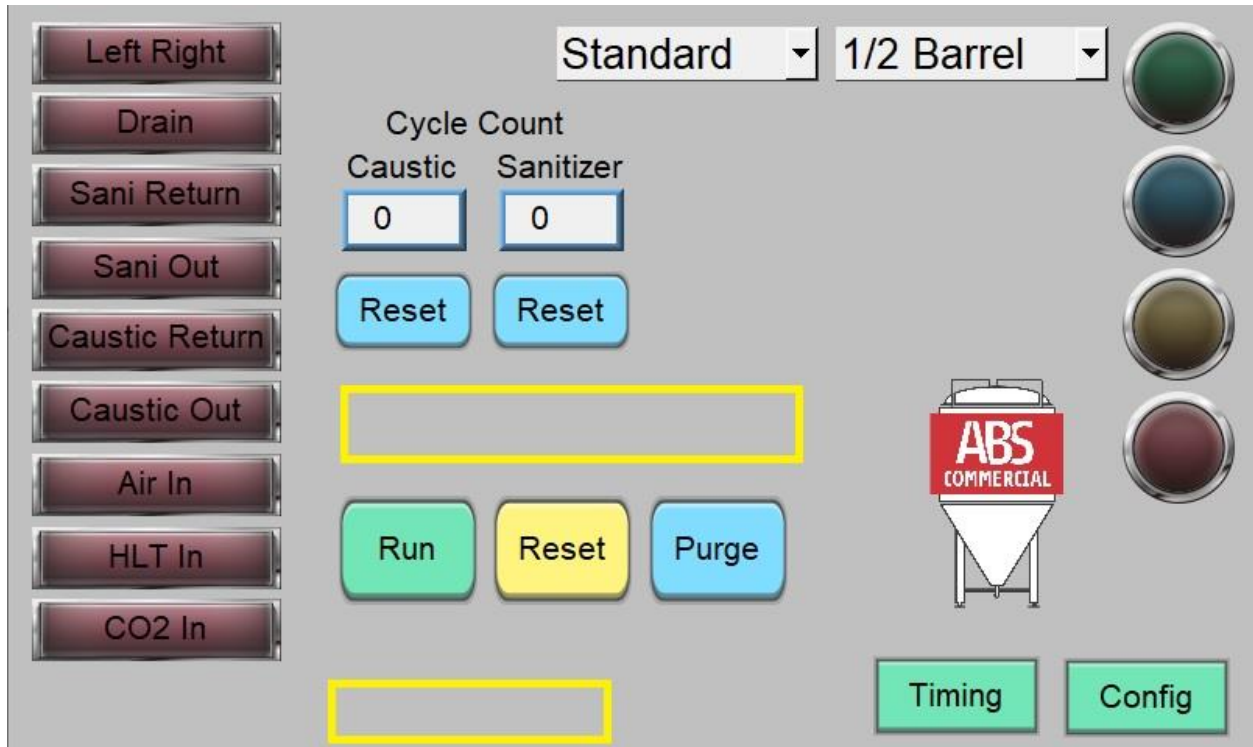 Left Right
Drain
Sani Return
Sani Out
Caustic Return
Caustic Out
Air In
HLT In
CO2 In
Standard 1/2 Barrel
Cycle Count
Caustic Sanitizer
0 0
Reset Reset
Run Reset Purge
ABS
COMMERCIAL
Timing Config